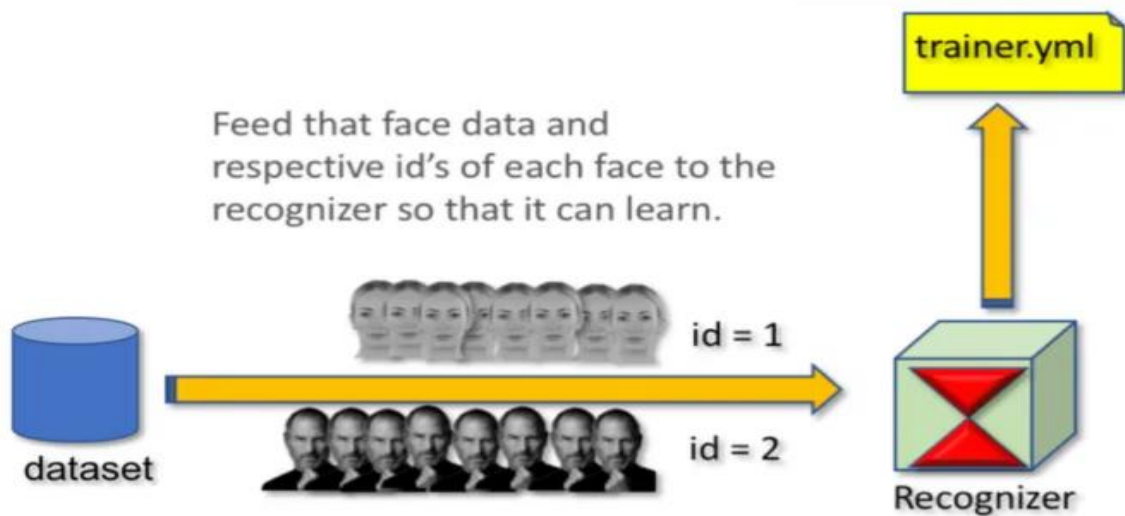 trainer.yml
Feed that face data and
respective id's of each face to the
recognizer so that it can learn.
id = 1
id = 2
dataset
Recognizer